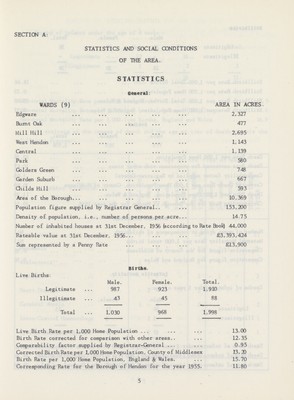 SECTION A:
STATISTICS AND SOCIAL CONDITIONS
OF THE AREA.
STATISTICS
General:
WARDS (9) AREA IN ACRES
Edgware ... ... ... ... ... 2,327
Burnt Oak ... ... ... ... ... 477
Mill Hill ... ... ... ... ... 2,695
West Hendon ... ... ... ... ... 1,143
Central ... ... ... ... ... 1,139
Park ... ... ... ... ... 580
Golders Green ... ... ... ... ... 748
Garden Suburb ... ... ... ... ... 667
Childs Hill ... ... ... ... ... 593
Area of the Borough... ... ... ... ... 10,369
Population figure supplied by Registrar General... ... ... 153,200
Density of population, i.e., number of persons per acre... ... 14.75
Number of inhabited houses at 31st December, 1956 (according to Rate Book) 44,000
Rateable value at 31st December, 1956... ... ... ... £3,393,424
Sum represented by a Penny Rate ... ... ... £13,900
Births.
Live Births:
Male. Female. Total.
Legitimate ... 987 923 1,910
Illegitimate ... 43 45 88
Total ... 1,030 968 1,998
Live Birth Rate per 1,000 Home Population ... ... ... 13.00
Birth Rate corrected for comparison with other areas.. ... 12.35
Comparability factor supplied by Registrar-General ... ... 0.95
Corrected Birth Rate per 1,000 Home Population, County of Middlesex 13.20
Birth Rate per 1,000 Home Population, England & Wales. ... 15.70
Corresponding Rate for the Borough of Hendon for the year 1955. 11.80
5